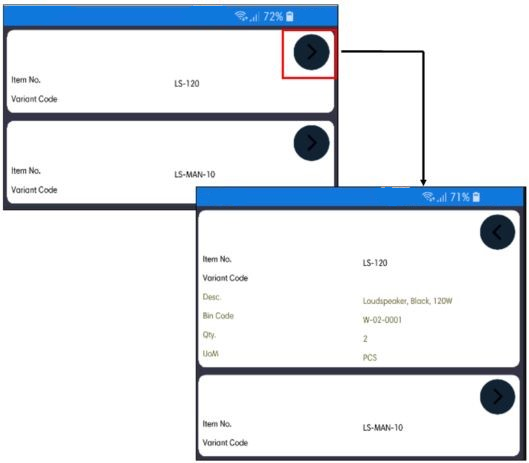 72%
Item No. LS-120
Variant Code
Item No. LS-MAN-10
Variant Code
71%
Item No. LS-120
Variant Code
Desc. Loudspeaker, Black, 120W
Bin Code W-02-0001
Qty. 2
UoM PCS
Item No. LS-MAN-10
Variant Code